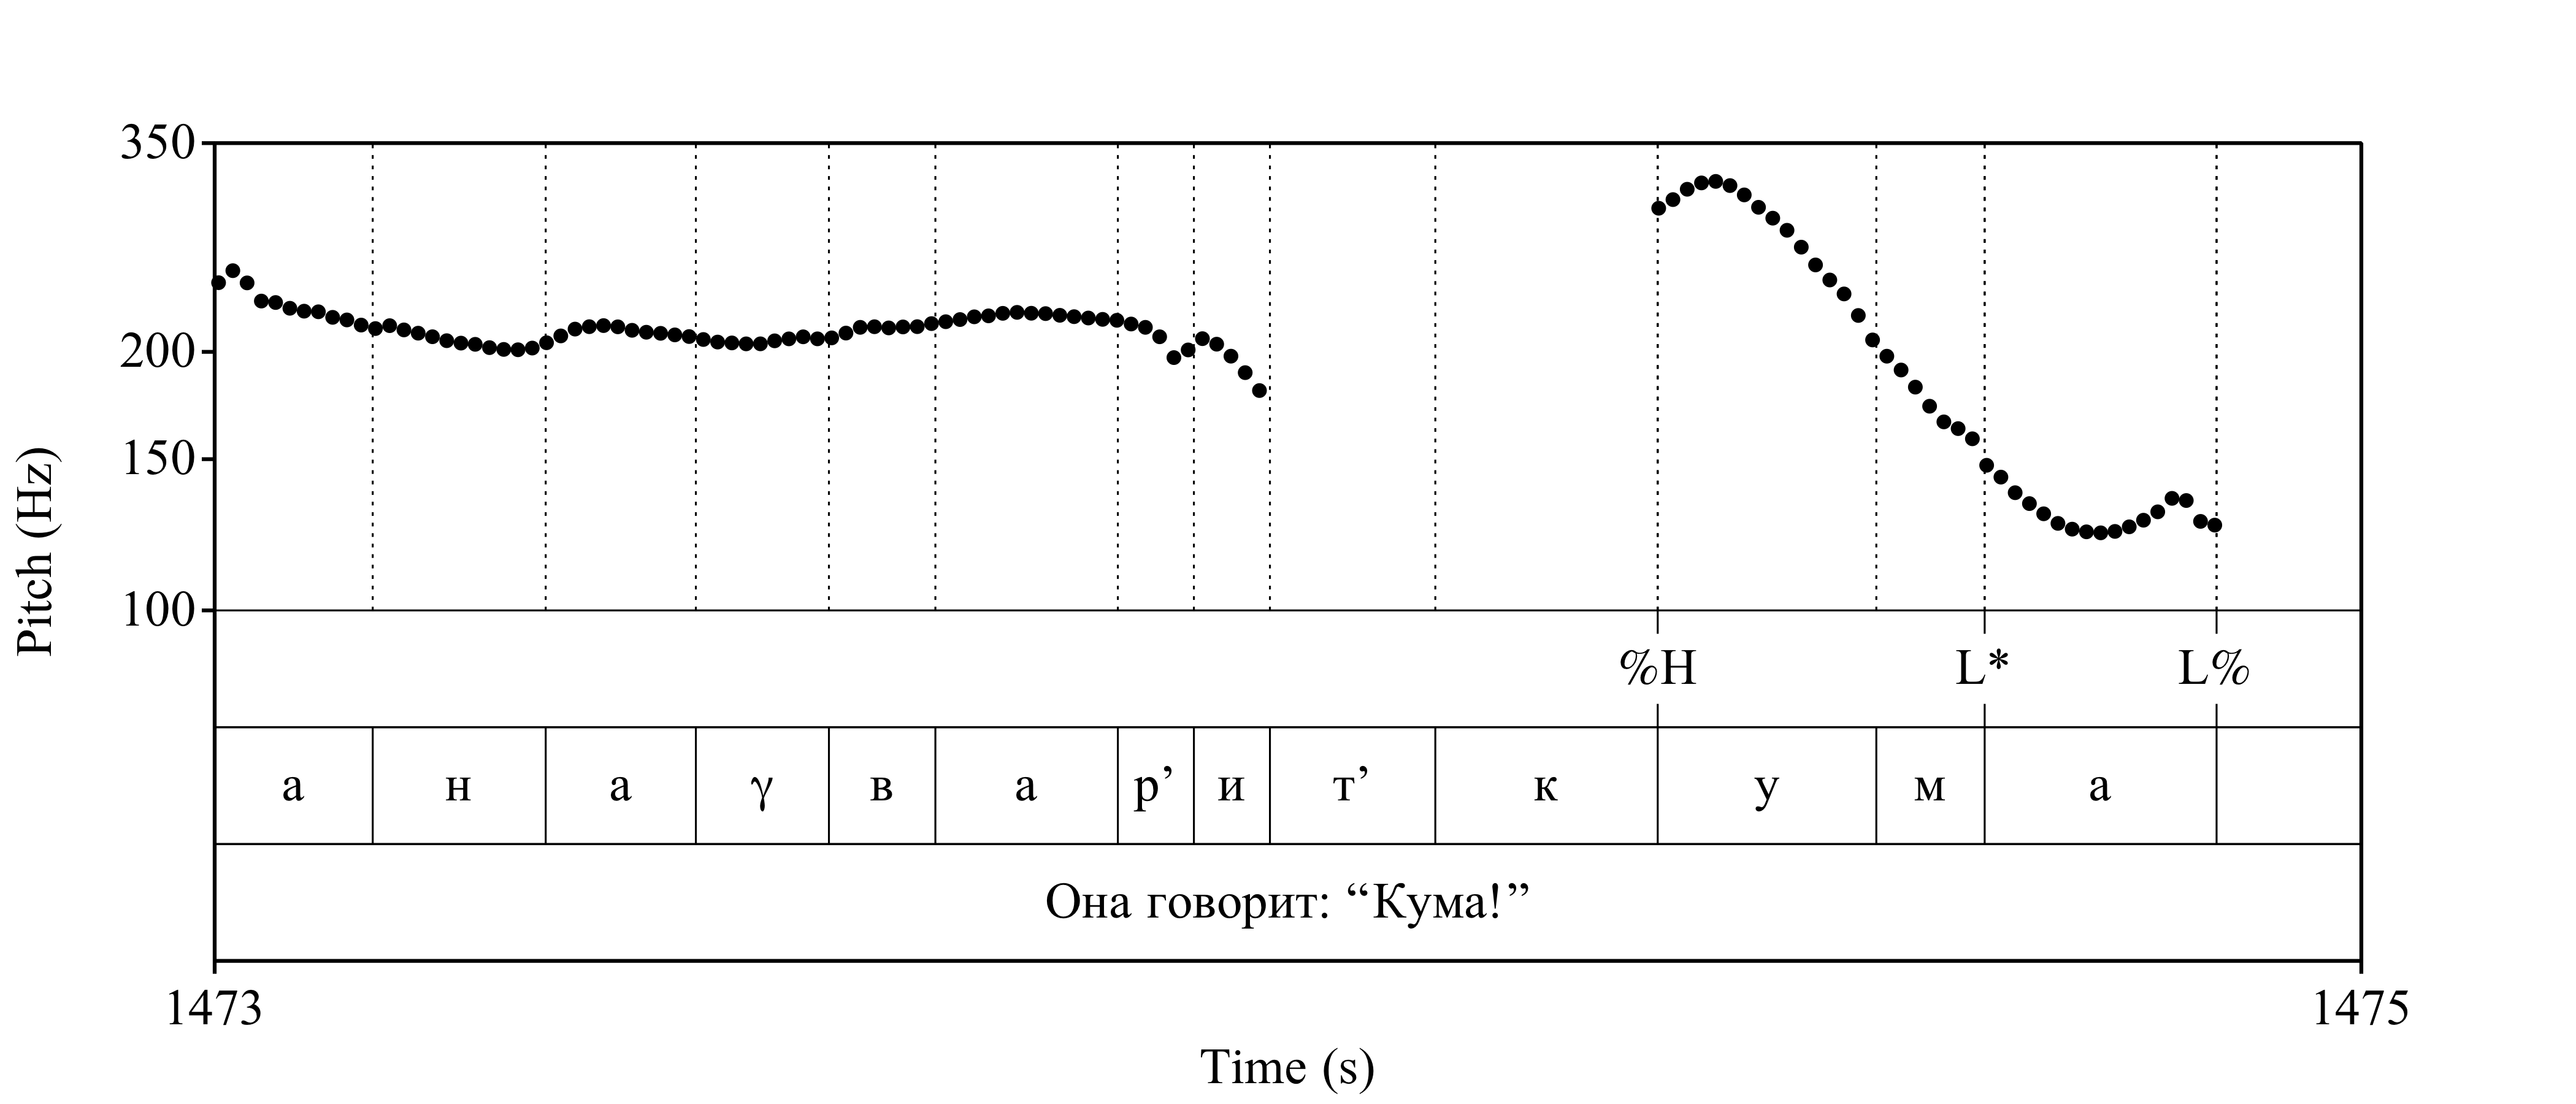 350
200
150
100
Pitch (Hz)
%H L* L%
а н а γ в а р’ и т’ к у м а
Она говорит: “Кума!”
1473 1475
Time (s)